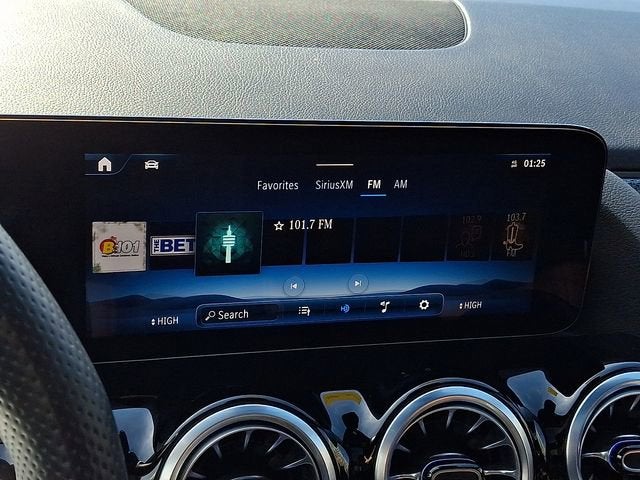 01:25
Favorites SiriusXM FM AM
B101
THE BET
☆ 101.7 FM
102.9
103.7
Search
HIGH
HIGH